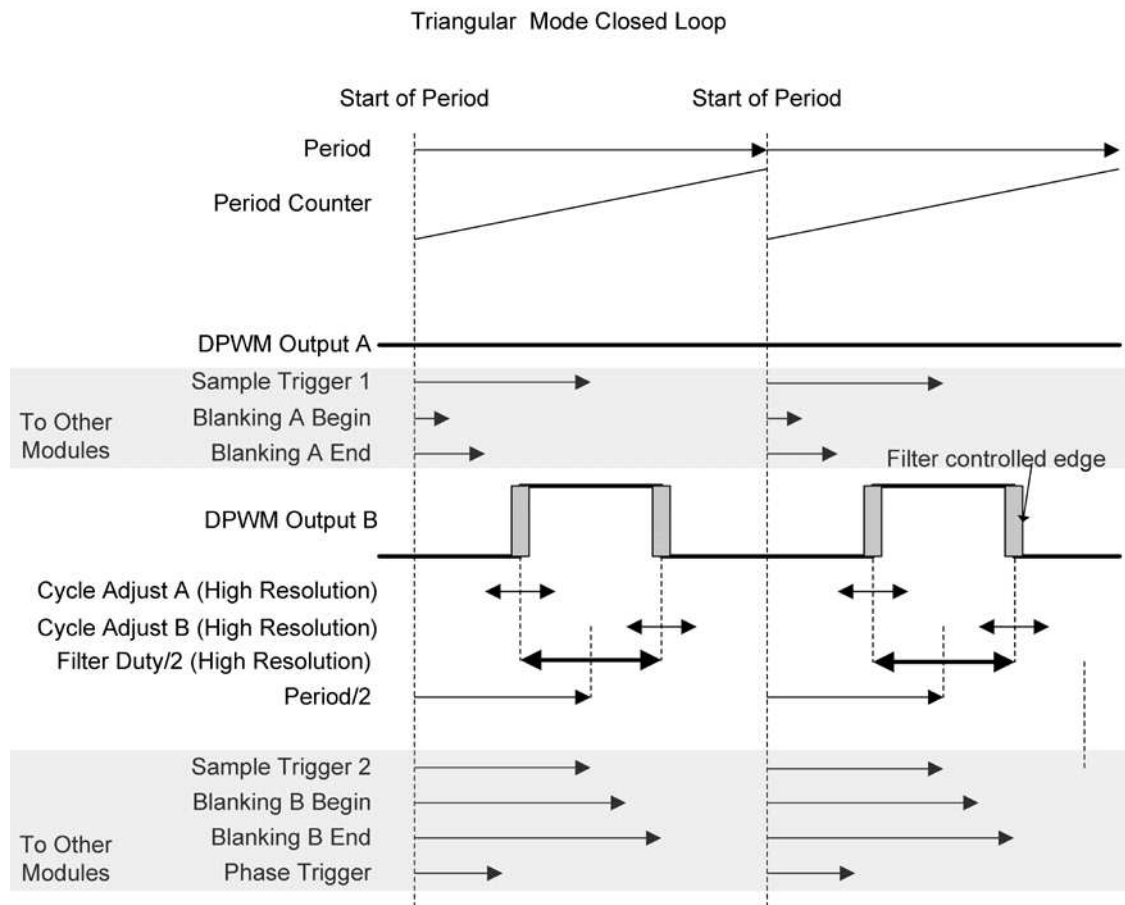 Triangular Mode Closed Loop
Start of Period
Start of Period
Period
Period Counter
DPWM Output A
Sample Trigger 1
To Other
Modules
Blanking A Begin
Blanking A End
Filter controlled edge
DPWM Output B
Cycle Adjust A (High Resolution)
Cycle Adjust B (High Resolution)
Filter Duty/2 (High Resolution)
Period/2
Sample Trigger 2
Blanking B Begin
Blanking B End
To Other
Modules
Phase Trigger